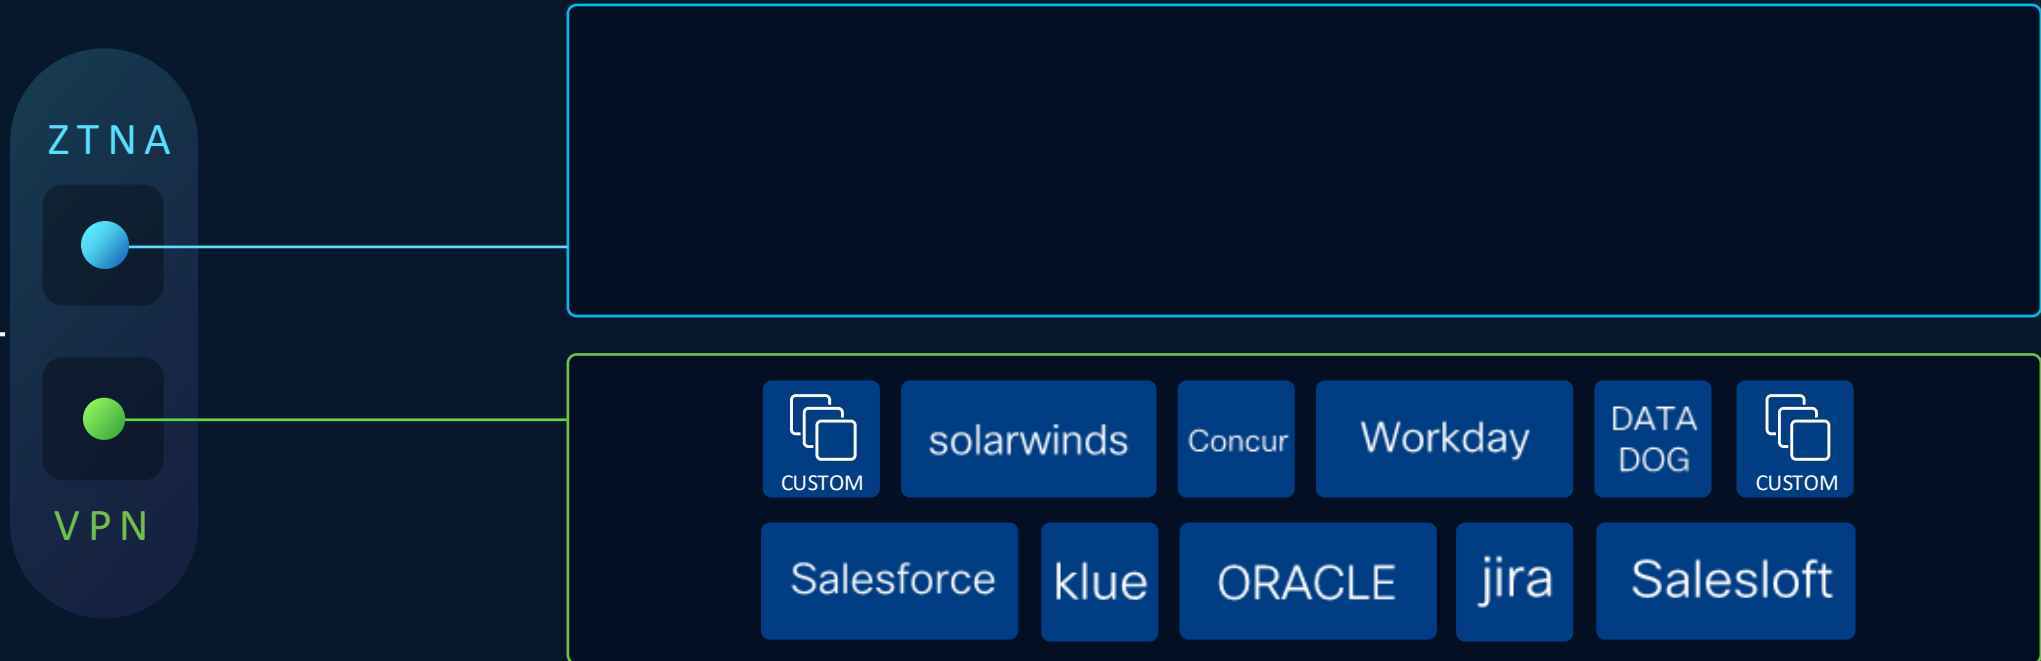 ZTNA
VPN
CUSTOM
solarwinds
Concur
Workday
DATA
DOG
CUSTOM
Salesforce
klue
ORACLE
jira
Salesloft